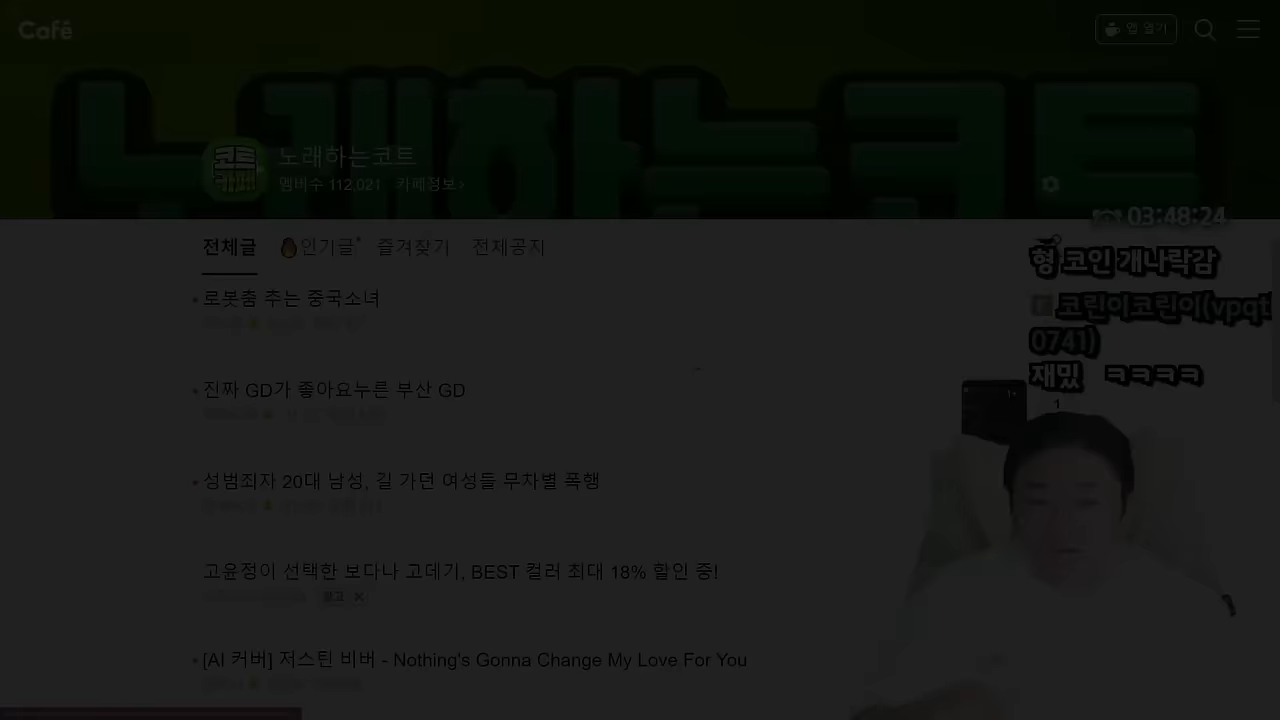 Café
앱 열기
노래하는코트
코트
노래하는코트
멤버수 112,021 카페정보 ›
03:48:24
전체글 인기글 즐겨찾기 전체공지
형 코인 개나락감
로봇춤 추는 중국소녀
코린이코린이(vpqt
0741)
재밌 ㅋㅋㅋㅋ
진짜 GD가 좋아요누른 부산 GD
성범죄자 20대 남성, 길 가던 여성들 무차별 폭행
고윤정이 선택한 보다나 고데기, BEST 컬러 최대 18% 할인 중!
광고
[AI 커버] 저스틴 비버 - Nothing's Gonna Change My Love For You